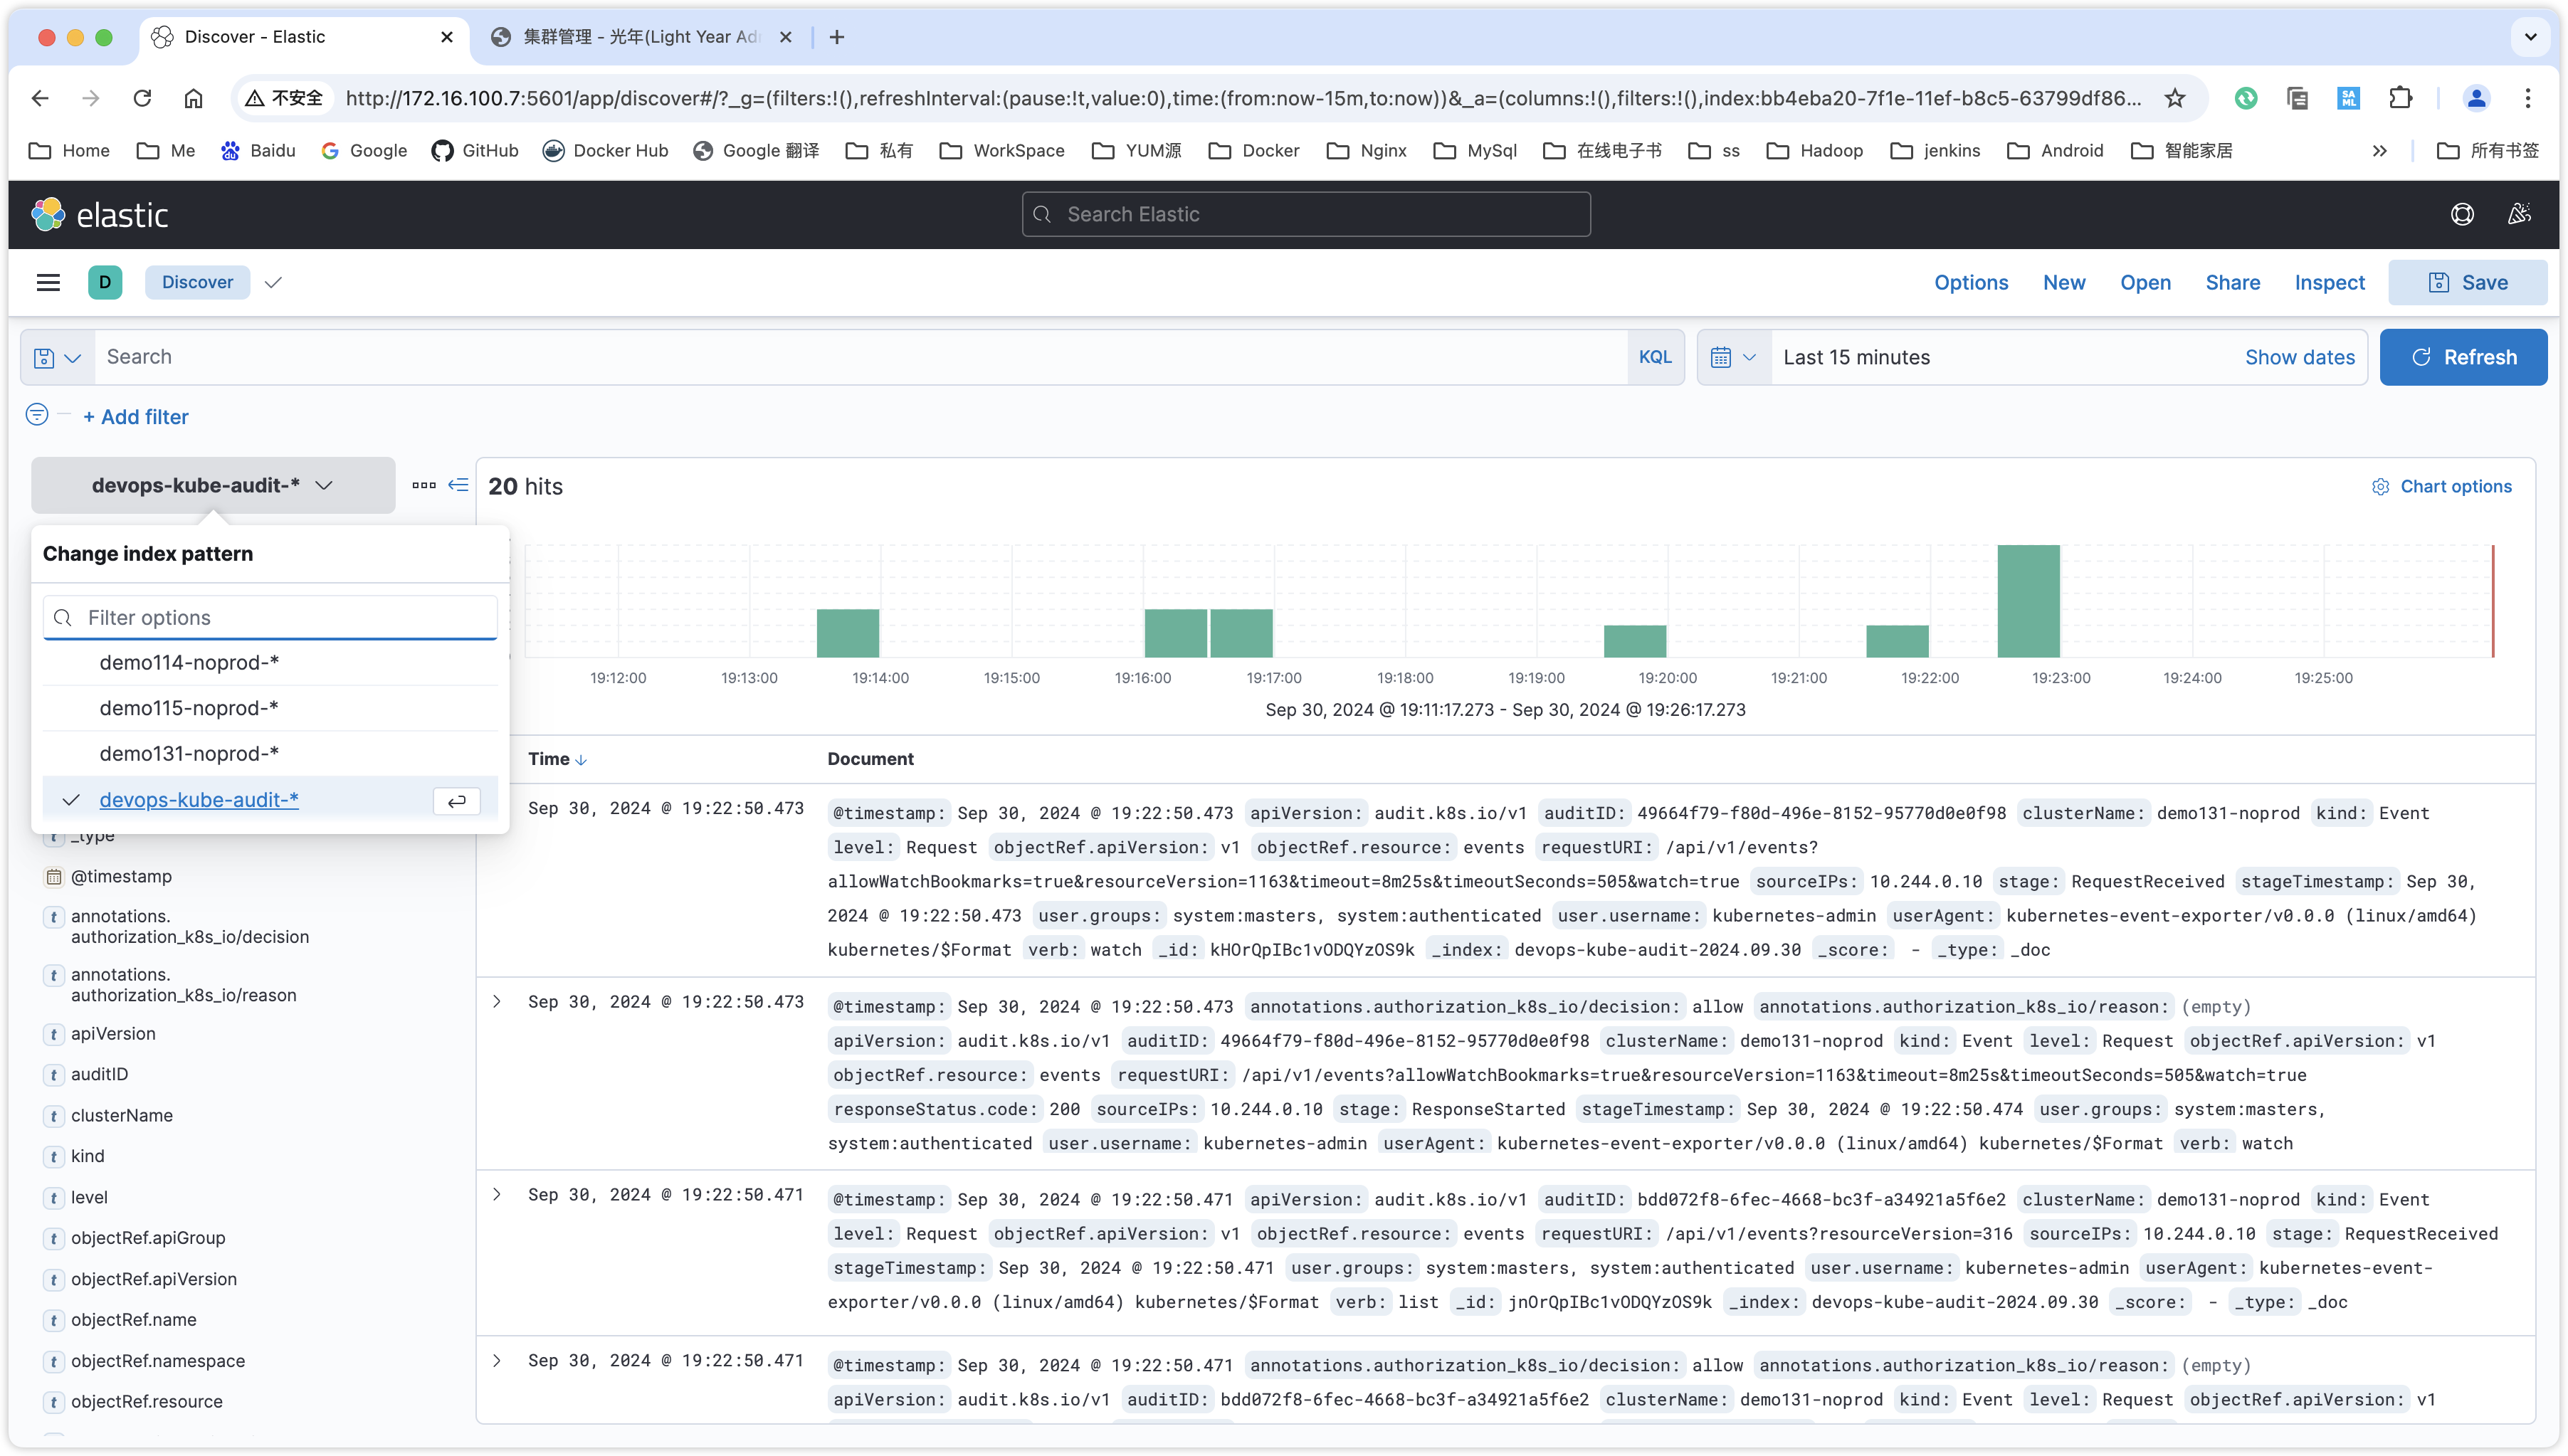 Discover - Elastic
集群管理 - 光年(Light Year Ad
不安全
http://172.16.100.7:5601/app/discover#/?_g=(filters:!(),refreshInterval:(pause:!t,value:0),time:(from:now-15m,to:now))&_a=(columns:!(),filters:!(),index:bb4eba20-7f1e-11ef-b8c5-63799df86...
SA
ML
Home Me Baidu Google GitHub Docker Hub Google 翻译 私有 WorkSpace YUM源 Docker Nginx MySql 在线电子书 ss Hadoop jenkins Android 智能家居 » 所有书签
elastic
Search Elastic
D Discover
Options New Open Share Inspect Save
Search KQL Last 15 minutes Show dates Refresh
+ Add filter
devops-kube-audit-*
20 hits
Chart options
Change index pattern
Filter options
demo114-noprod-*
demo115-noprod-*
demo131-noprod-*
devops-kube-audit-*
t _type
@timestamp
t annotations.
authorization_k8s_io/decision
t annotations.
authorization_k8s_io/reason
t apiVersion
t auditID
t clusterName
t kind
t level
t objectRef.apiGroup
t objectRef.apiVersion
t objectRef.name
t objectRef.namespace
t objectRef.resource
19:12:00 19:13:00 19:14:00 19:15:00 19:16:00 19:17:00 19:18:00 19:19:00 19:20:00 19:21:00 19:22:00 19:23:00 19:24:00 19:25:00
Sep 30, 2024 @ 19:11:17.273 - Sep 30, 2024 @ 19:26:17.273
Time Document
Sep 30, 2024 @ 19:22:50.473
@timestamp: Sep 30, 2024 @ 19:22:50.473 apiVersion: audit.k8s.io/v1 auditID: 49664f79-f80d-496e-8152-95770d0e0f98 clusterName: demo131-noprod kind: Event
level: Request objectRef.apiVersion: v1 objectRef.resource: events requestURI: /api/v1/events?
allowWatchBookmarks=true&resourceVersion=1163&timeout=8m25s&timeoutSeconds=505&watch=true sourceIPs: 10.244.0.10 stage: RequestReceived stageTimestamp: Sep 30,
2024 @ 19:22:50.473 user.groups: system:masters, system:authenticated user.username: kubernetes-admin userAgent: kubernetes-event-exporter/v0.0.0 (linux/amd64)
kubernetes/$Format verb: watch _id: kHOrQpIBc1vODQYzOS9k _index: devops-kube-audit-2024.09.30 _score: - _type: _doc
Sep 30, 2024 @ 19:22:50.473
@timestamp: Sep 30, 2024 @ 19:22:50.473 annotations.authorization_k8s_io/decision: allow annotations.authorization_k8s_io/reason: (empty)
apiVersion: audit.k8s.io/v1 auditID: 49664f79-f80d-496e-8152-95770d0e0f98 clusterName: demo131-noprod kind: Event level: Request objectRef.apiVersion: v1
objectRef.resource: events requestURI: /api/v1/events?allowWatchBookmarks=true&resourceVersion=1163&timeout=8m25s&timeoutSeconds=505&watch=true
responseStatus.code: 200 sourceIPs: 10.244.0.10 stage: ResponseStarted stageTimestamp: Sep 30, 2024 @ 19:22:50.474 user.groups: system:masters,
system:authenticated user.username: kubernetes-admin userAgent: kubernetes-event-exporter/v0.0.0 (linux/amd64) kubernetes/$Format verb: watch
Sep 30, 2024 @ 19:22:50.471
@timestamp: Sep 30, 2024 @ 19:22:50.471 apiVersion: audit.k8s.io/v1 auditID: bdd072f8-6fec-4668-bc3f-a34921a5f6e2 clusterName: demo131-noprod kind: Event
level: Request objectRef.apiVersion: v1 objectRef.resource: events requestURI: /api/v1/events?resourceVersion=316 sourceIPs: 10.244.0.10 stage: RequestReceived
stageTimestamp: Sep 30, 2024 @ 19:22:50.471 user.groups: system:masters, system:authenticated user.username: kubernetes-admin userAgent: kubernetes-event-
exporter/v0.0.0 (linux/amd64) kubernetes/$Format verb: list _id: jnOrQpIBc1vODQYzOS9k _index: devops-kube-audit-2024.09.30 _score: - _type: _doc
Sep 30, 2024 @ 19:22:50.471
@timestamp: Sep 30, 2024 @ 19:22:50.471 annotations.authorization_k8s_io/decision: allow annotations.authorization_k8s_io/reason: (empty)
apiVersion: audit.k8s.io/v1 auditID: bdd072f8-6fec-4668-bc3f-a34921a5f6e2 clusterName: demo131-noprod kind: Event level: Request objectRef.apiVersion: v1